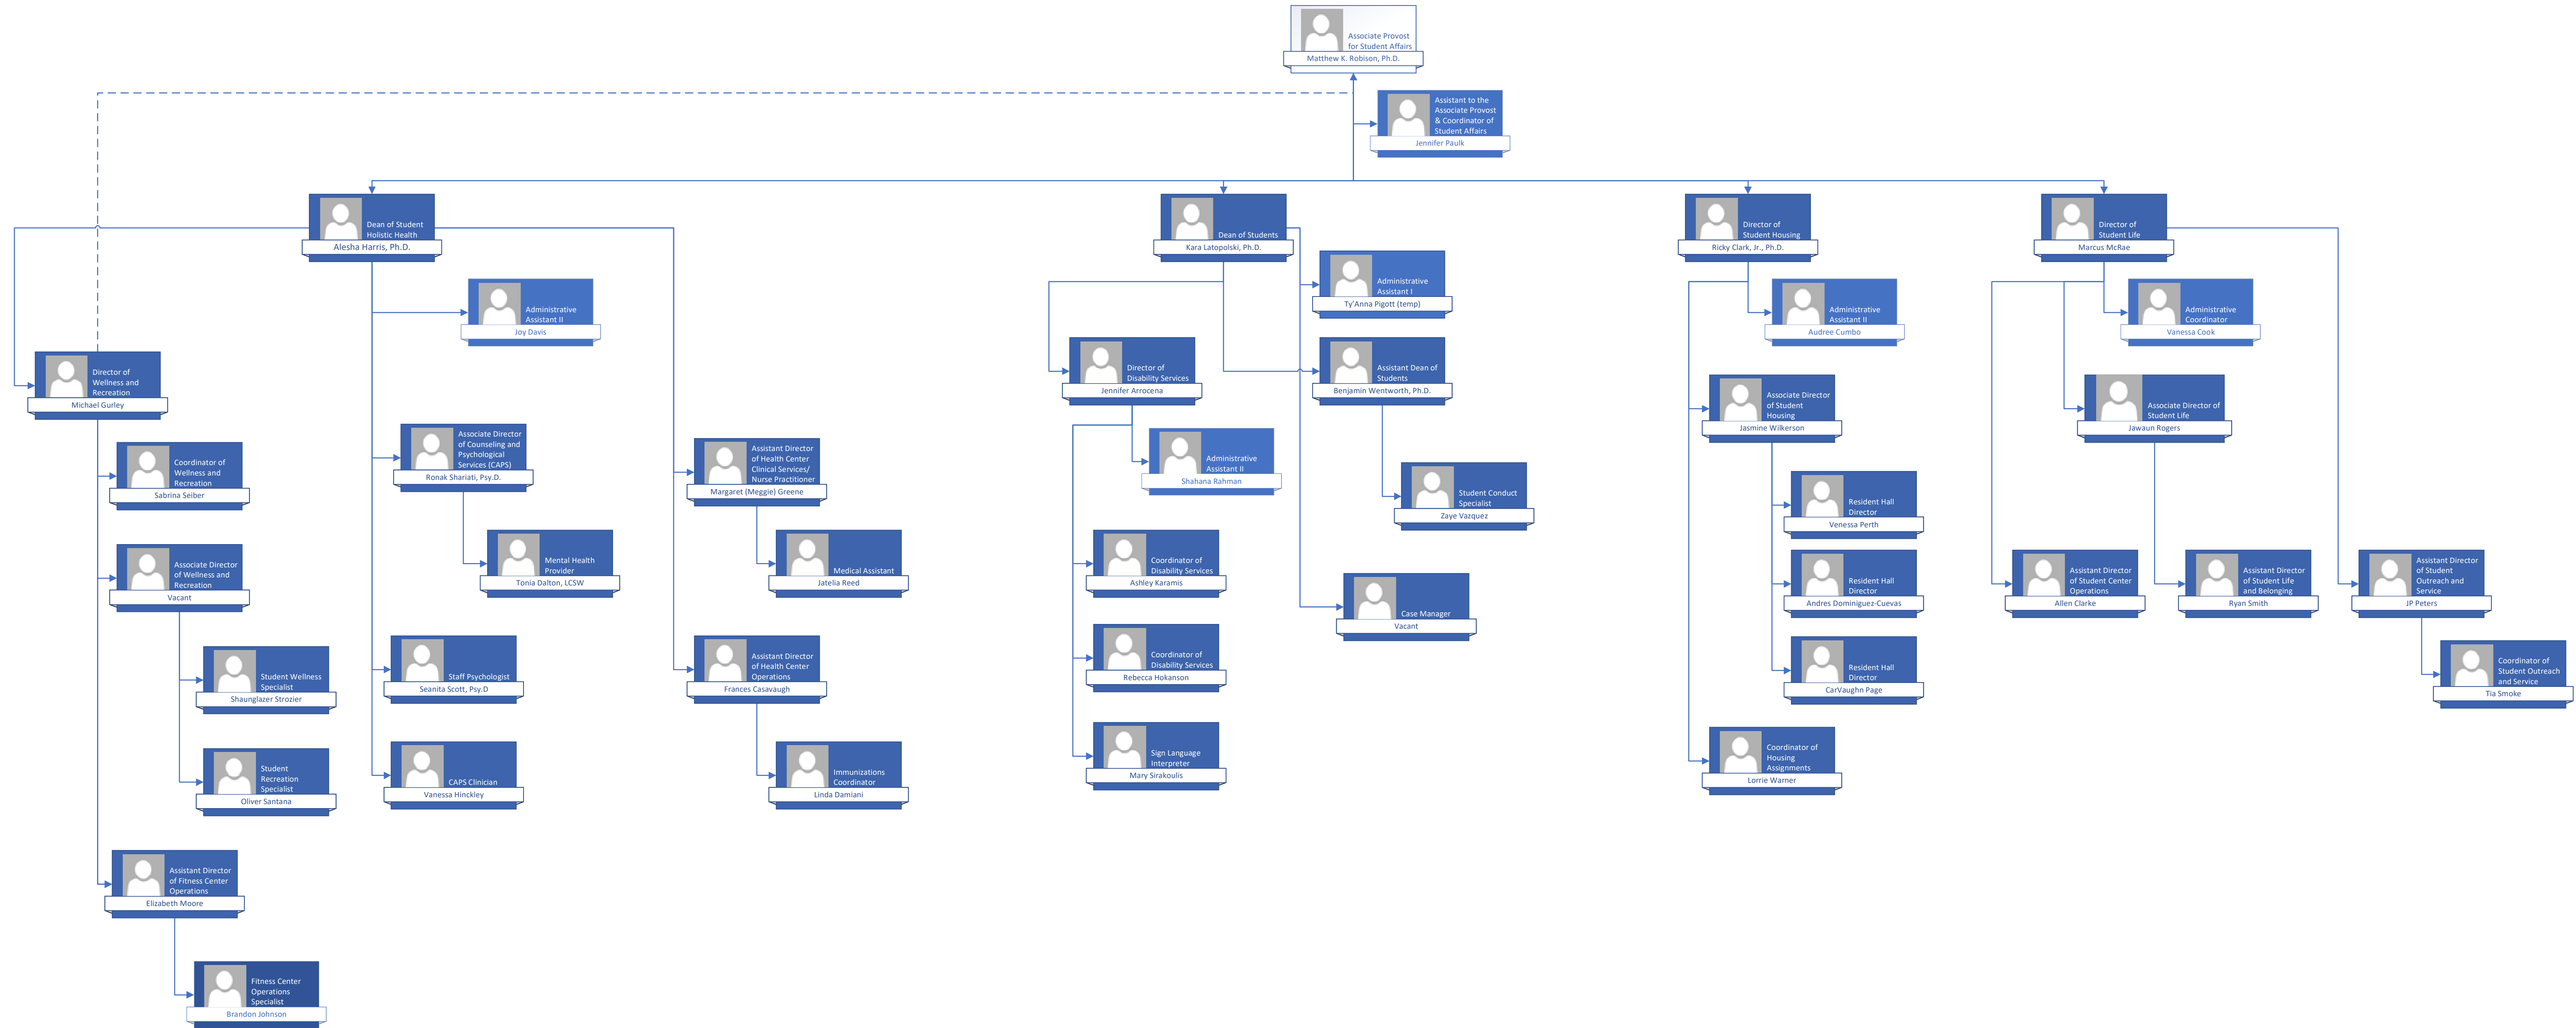 Associate Provost
for Student Affairs
Matthew K. Robison, Ph.D.
Assistant to the
Associate Provost
& Coordinator of
Student Affairs
Jennifer Paulk
Dean of Student
Holistic Health
Alesha Harris, Ph.D.
Administrative
Assistant II
Joy Davis
Director of
Wellness and
Recreation
Michael Gurley
Coordinator of
Wellness and
Recreation
Sabrina Seiber
Associate Director
of Wellness and
Recreation
Vacant
Student Wellness
Specialist
Shaunglazer Strozier
Student
Recreation
Specialist
Oliver Santana
Assistant Director
of Fitness Center
Operations
Elizabeth Moore
Fitness Center
Operations
Specialist
Brandon Johnson
Associate Director
of Counseling and
Psychological
Services (CAPS)
Ronak Shariati, Psy.D.
Mental Health
Provider
Tonia Dalton, LCSW
Staff Psychologist
Seanita Scott, Psy.D
CAPS Clinician
Vanessa Hinckley
Assistant Director
of Health Center
Clinical Services/
Nurse Practitioner
Margaret (Meggie) Greene
Medical Assistant
Jatelia Reed
Assistant Director
of Health Center
Operations
Frances Casavaugh
Immunizations
Coordinator
Linda Damiani
Dean of Students
Kara Latopolski, Ph.D.
Administrative
Assistant I
Ty'Anna Pigott (temp)
Director of
Disability Services
Jennifer Arrocena
Administrative
Assistant II
Shahana Rahman
Coordinator of
Disability Services
Ashley Karamis
Coordinator of
Disability Services
Rebecca Hokanson
Sign Language
Interpreter
Mary Sirakoulis
Assistant Dean of
Students
Benjamin Wentworth, Ph.D.
Student Conduct
Specialist
Zaye Vazquez
Case Manager
Vacant
Director of
Student Housing
Ricky Clark, Jr., Ph.D.
Administrative
Assistant II
Audree Cumbo
Associate Director
of Student
Housing
Jasmine Wilkerson
Resident Hall
Director
Venessa Perth
Resident Hall
Director
Andres Dominiguez-Cuevas
Resident Hall
Director
CarVaughn Page
Coordinator of
Housing
Assignments
Lorrie Warner
Director of
Student Life
Marcus McRae
Administrative
Coordinator
Vanessa Cook
Associate Director of
Student Life
Jawaun Rogers
Assistant Director
of Student Center
Operations
Allen Clarke
Assistant Director
of Student Life
and Belonging
Ryan Smith
Assistant Director
of Student
Outreach and
Service
JP Peters
Coordinator of
Student Outreach
and Service
Tia Smoke